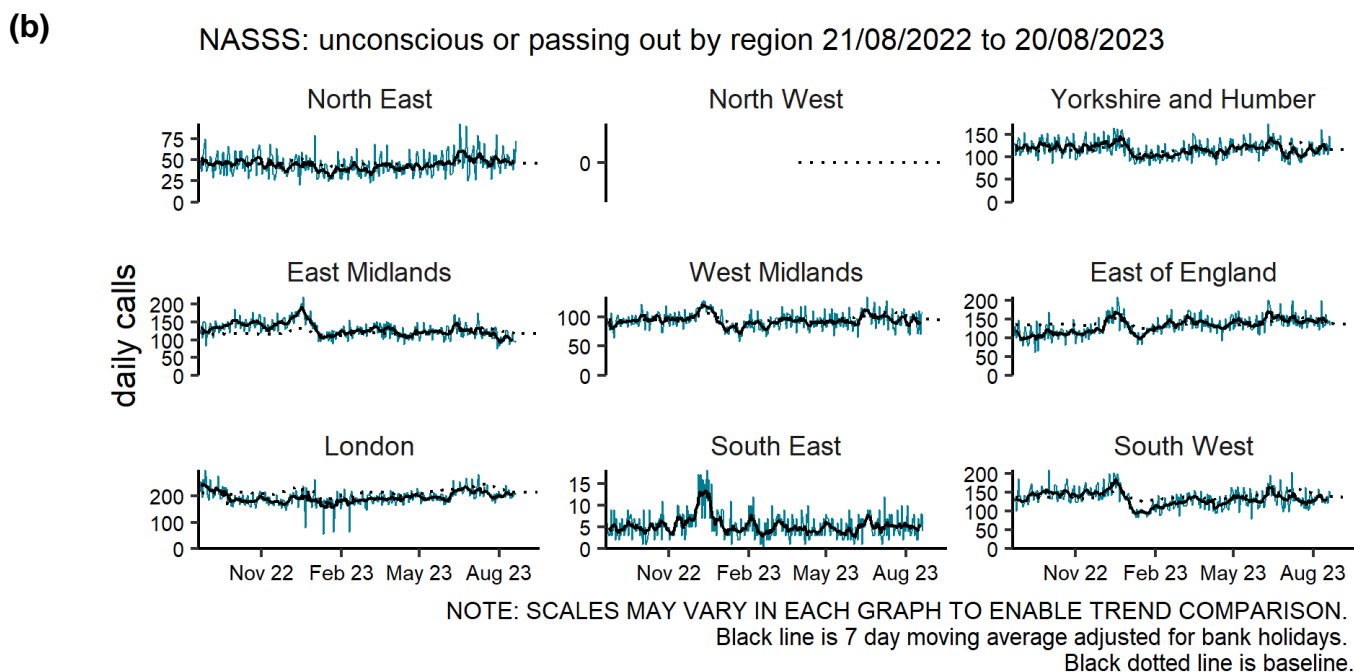 (b)
NASSS: unconscious or passing out by region 21/08/2022 to 20/08/2023
North East
North West
Yorkshire and Humber
75
50
25
0
0
150
100
50
0
daily calls
East Midlands
West Midlands
East of England
200
150
100
50
0
100
50
0
200
150
100
50
0
London
South East
South West
200
100
0
15
10
5
0
200
150
100
50
0
Nov 22 Feb 23 May 23 Aug 23
Nov 22 Feb 23 May 23 Aug 23
Nov 22 Feb 23 May 23 Aug 23
NOTE: SCALES MAY VARY IN EACH GRAPH TO ENABLE TREND COMPARISON.
Black line is 7 day moving average adjusted for bank holidays.
Black dotted line is baseline.